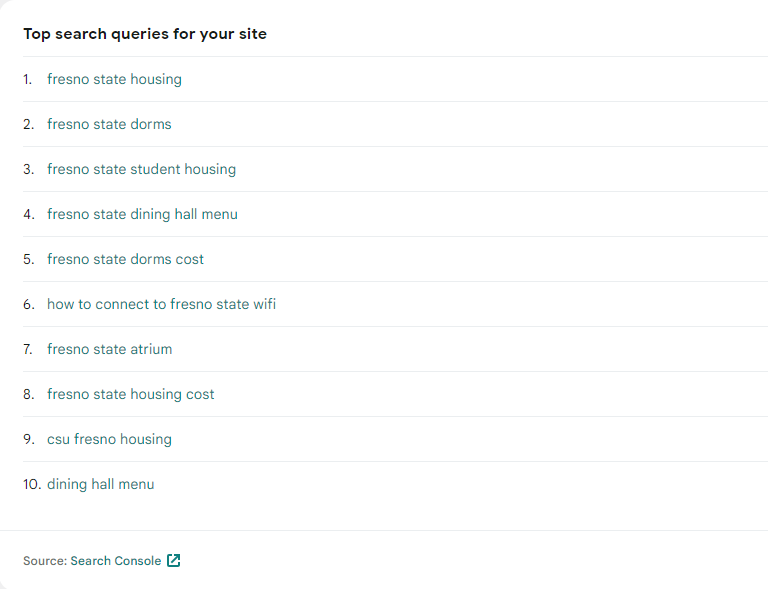 Top search queries for your site
1. fresno state housing
2. fresno state dorms
3. fresno state student housing
4. fresno state dining hall menu
5. fresno state dorms cost
6. how to connect to fresno state wifi
7. fresno state atrium
8. fresno state housing cost
9. csu fresno housing
10. dining hall menu
Source: Search Console